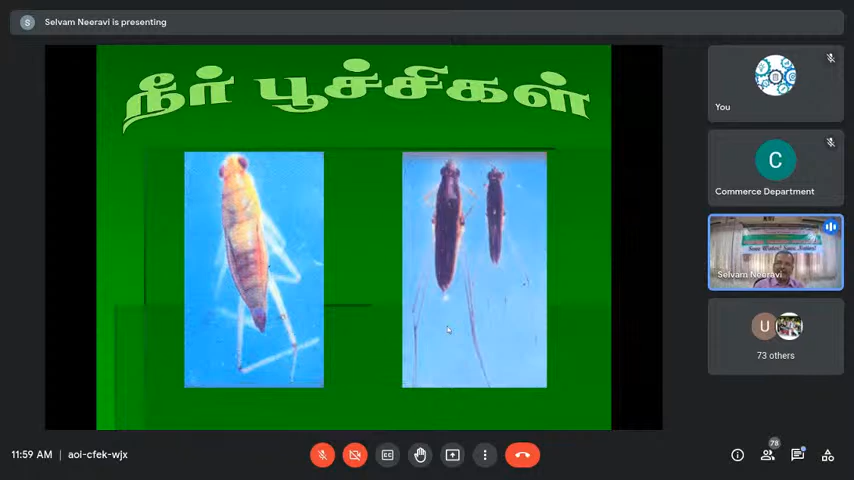 S
Selvam Neeravi is presenting
நீர் பூச்சிகள்
You
C
Commerce Department
Selvam Neeravi
U
73 others
11:59 AM | aoi-cfek-wjx
CC
78